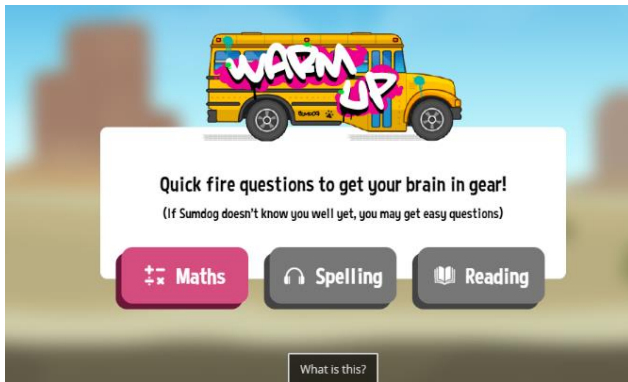 WARM
UP
SUMDOG
Quick fire questions to get your brain in gear!
(If Sumdog doesn't know you well yet, you may get easy questions)
Maths
Spelling
Reading
What is this?